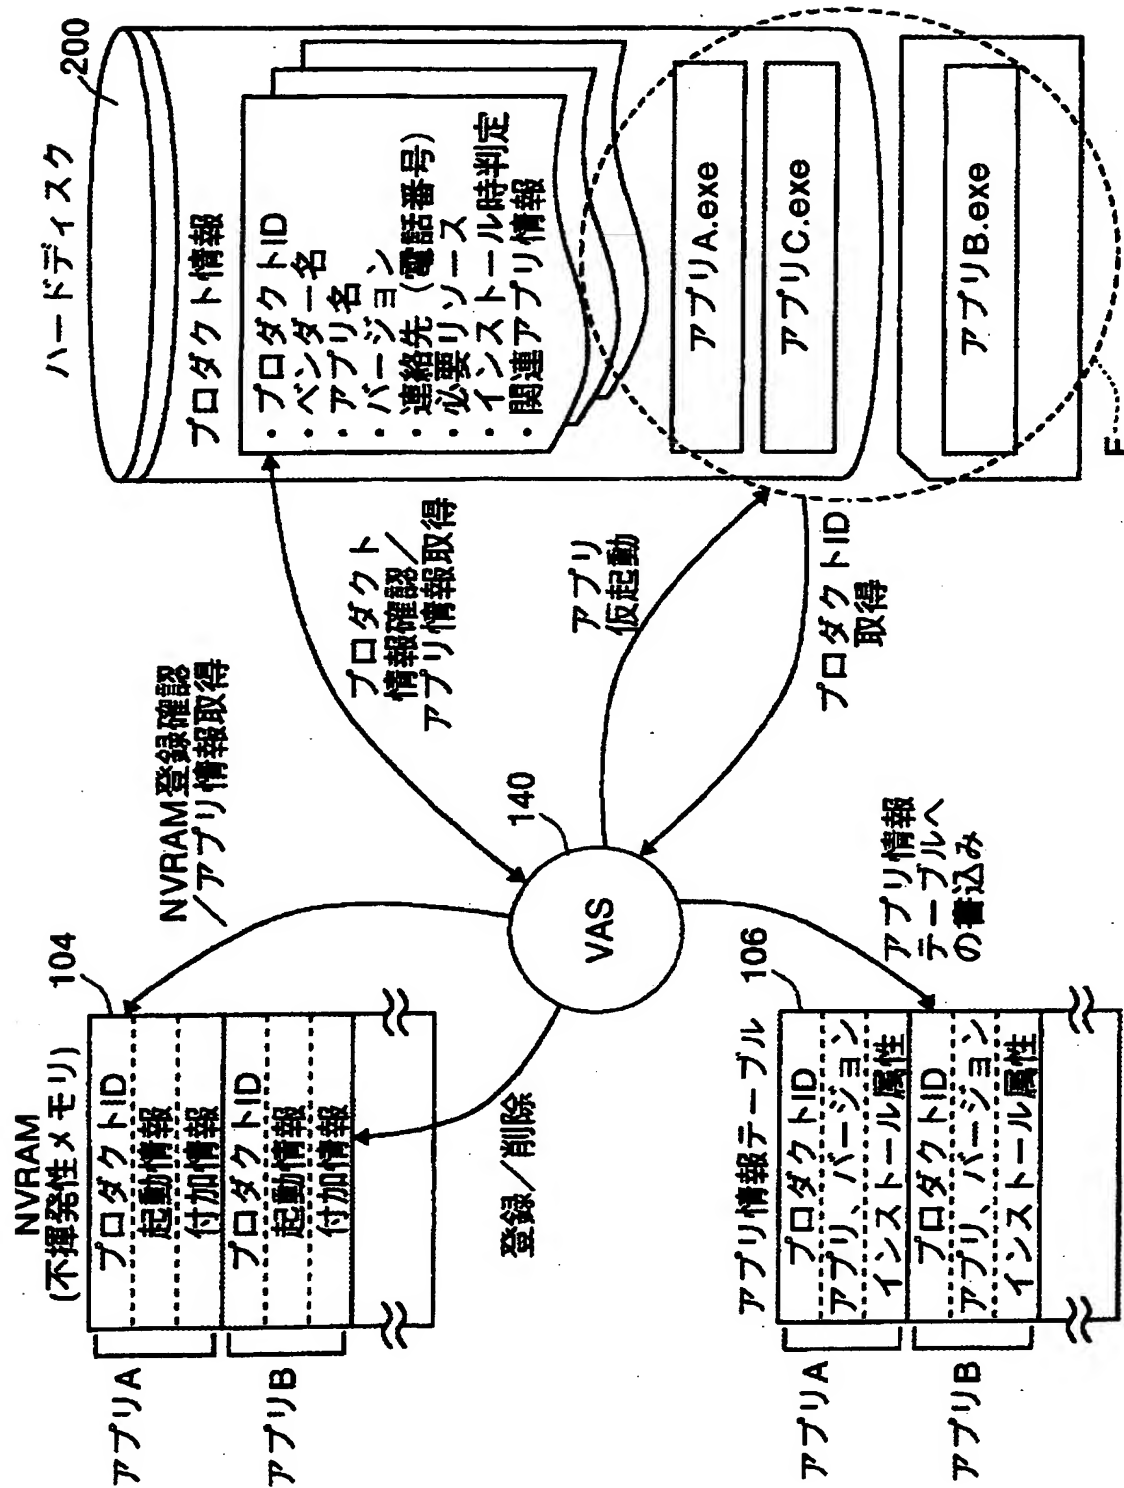 NVRAM
(不揮発性メモリ)
104
プロダクトID
起動情報
付加情報
プロダクトID
起動情報
付加情報
アプリA
アプリB
NVRAM登録確認
/アプリ情報取得
登録/削除
VAS
140
プロダクト
情報確認/
アプリ情報取得
アプリ
仮起動
プロダクトID
取得
アプリ情報
テーブルへ
の書込み
アプリ情報テーブル
106
プロダクトID
アプリ、バージョン
インストール属性
プロダクトID
アプリ、バージョン
インストール属性
アプリA
アプリB
ハードディスク
200
プロダクト情報
・プロダクトID
・ベンダー名
・アプリ名
・バージョン
・連絡先(電話番号)
・必要リソース
・インストール時判定
・関連アプリ情報
アプリA.exe
アプリC.exe
アプリB.exe
F